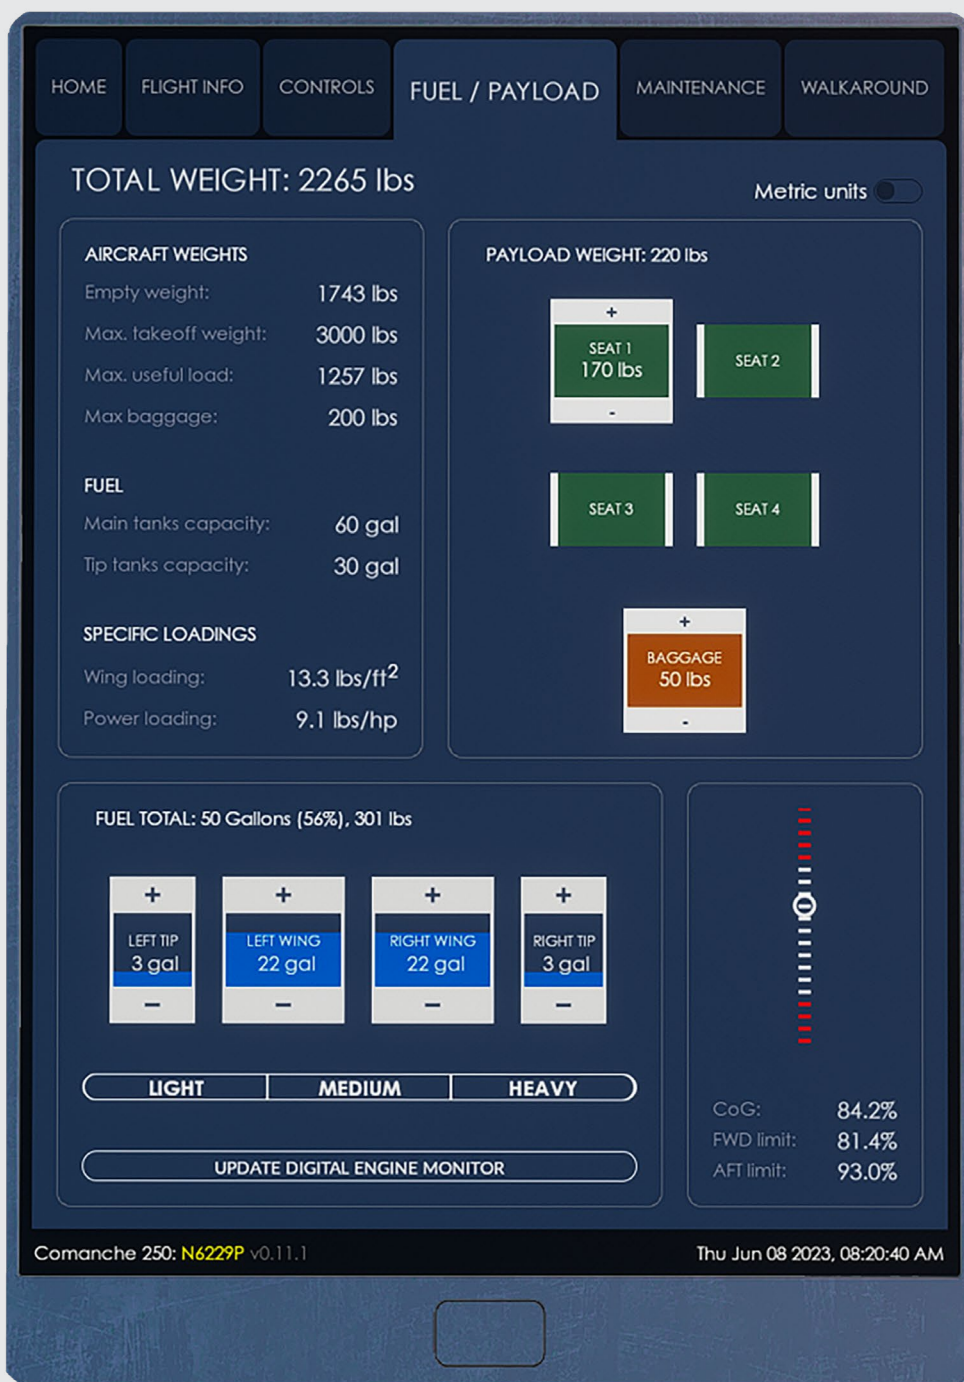 HOME FLIGHT INFO CONTROLS FUEL / PAYLOAD MAINTENANCE WALKAROUND
TOTAL WEIGHT: 2265 lbs
Metric units
AIRCRAFT WEIGHTS
Empty weight: 1743 lbs
Max. takeoff weight: 3000 lbs
Max. useful load: 1257 lbs
Max baggage: 200 lbs
FUEL
Main tanks capacity: 60 gal
Tip tanks capacity: 30 gal
SPECIFIC LOADINGS
Wing loading: 13.3 lbs/ft²
Power loading: 9.1 lbs/hp
PAYLOAD WEIGHT: 220 lbs
+
SEAT 1
170 lbs
-
SEAT 2
SEAT 3
SEAT 4
+
BAGGAGE
50 lbs
-
FUEL TOTAL: 50 Gallons (56%), 301 lbs
+ + + +
LEFT TIP LEFT WING RIGHT WING RIGHT TIP
3 gal 22 gal 22 gal 3 gal
− − − −
LIGHT MEDIUM HEAVY
UPDATE DIGITAL ENGINE MONITOR
CoG: 84.2%
FWD limit: 81.4%
AFT limit: 93.0%
Comanche 250: N6229P v0.11.1 Thu Jun 08 2023, 08:20:40 AM